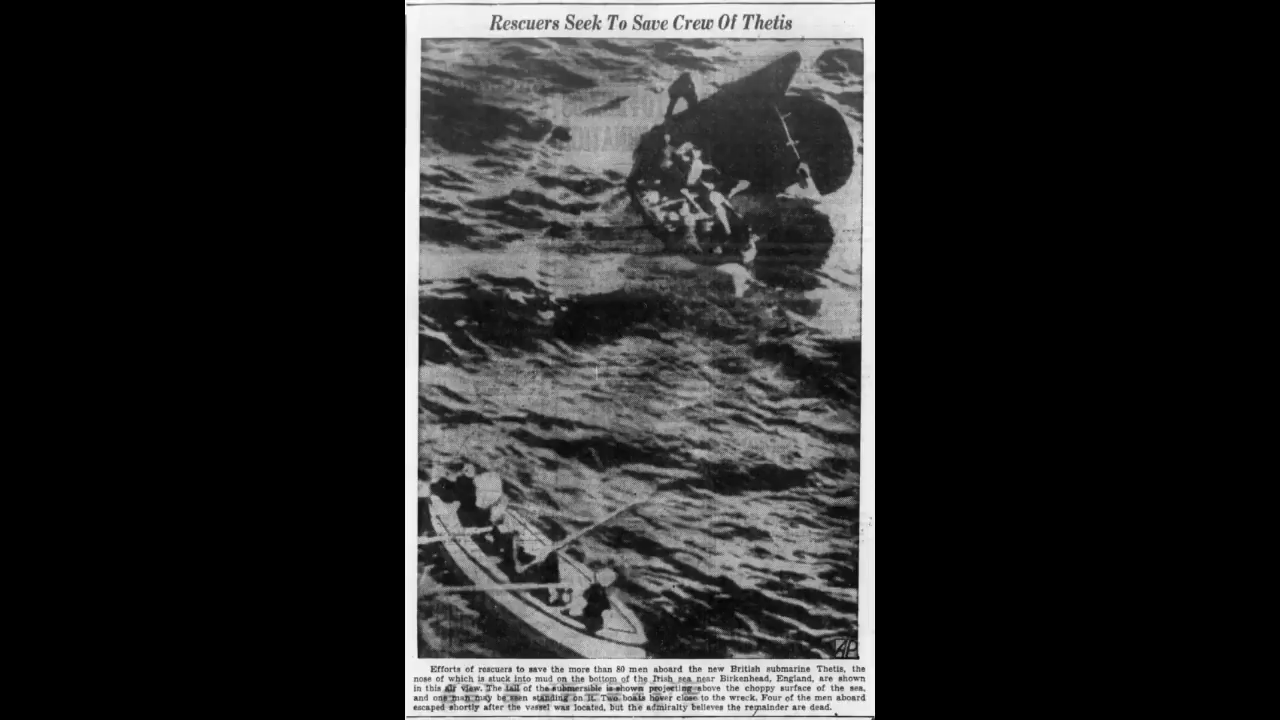 Rescuers Seek To Save Crew Of Thetis
Efforts of rescuers to save the more than 80 men aboard the new British submarine Thetis, the
nose of which is stuck into mud on the bottom of the Irish sea near Birkenhead, England, are shown
in this air view. The tail of the submersible is shown projecting above the choppy surface of the sea,
and one man may be seen standing on it. Two boats hover close to the wreck. Four of the men aboard
escaped shortly after the vessel was located, but the admiralty believes the remainder are dead.